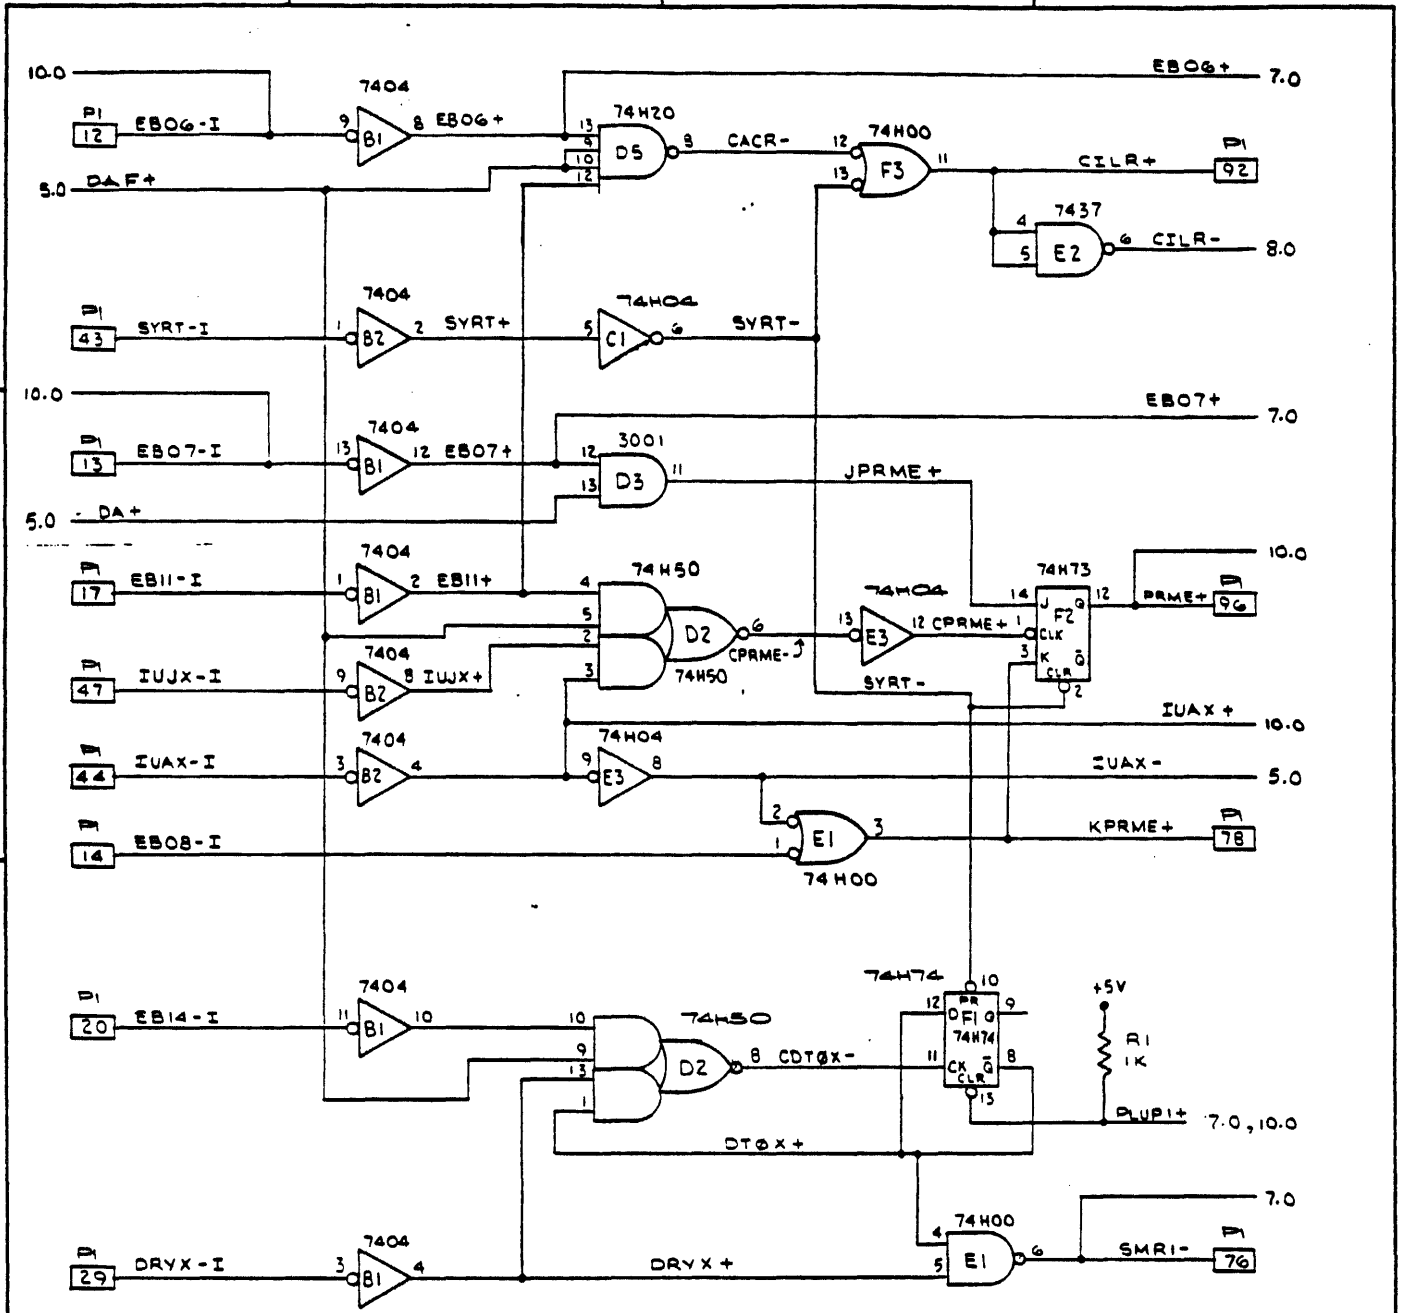 10.0
7404
EB06+
7.0
P1
12
EB06-I
9
B1
8
EB06+
74H20
13
9
10
12
D5
8
CACR-
74H00
12
13
F3
11
CILR+
P1
92
5.0
DAF+
7437
4
5
E2
6
CILR-
8.0
P1
43
SYRT-I
7404
1
B2
2
SYRT+
74H04
5
C1
6
SYRT-
10.0
EB07+
7.0
P1
13
EB07-I
7404
13
B1
12
EB07+
3001
12
13
D3
11
JPRME+
5.0
DA+
10.0
P1
17
EB11-I
7404
1
B1
2
EB11+
74H50
4
5
2
3
D2
6
CPRME-
74H50
74H04
13
E3
12
CPRME+
74H73
14
J
Q
12
F2
1
CLK
3
K
Q̅
CLR
2
PRME+
P1
96
P1
47
IUJX-I
7404
9
B2
8
IUJX+
SYRT-
IUAX+
10.0
P1
44
IUAX-I
7404
3
B2
4
74H04
9
E3
8
IUAX-
5.0
P1
14
EB08-I
2
1
E1
3
74H00
KPRME+
P1
78
P1
20
EB14-I
7404
11
B1
10
74H50
10
9
13
1
D2
8
CDTØX-
74H74
10
PR
12
D
F1
Q
9
74H74
11
CK
Q̅
8
CLR
13
+5V
R1
1K
PLUP1+
7.0, 10.0
DTØX+
7.0
P1
29
DRYX-I
7404
3
B1
4
DRYX+
74H00
4
5
E1
6
SMR1-
P1
76